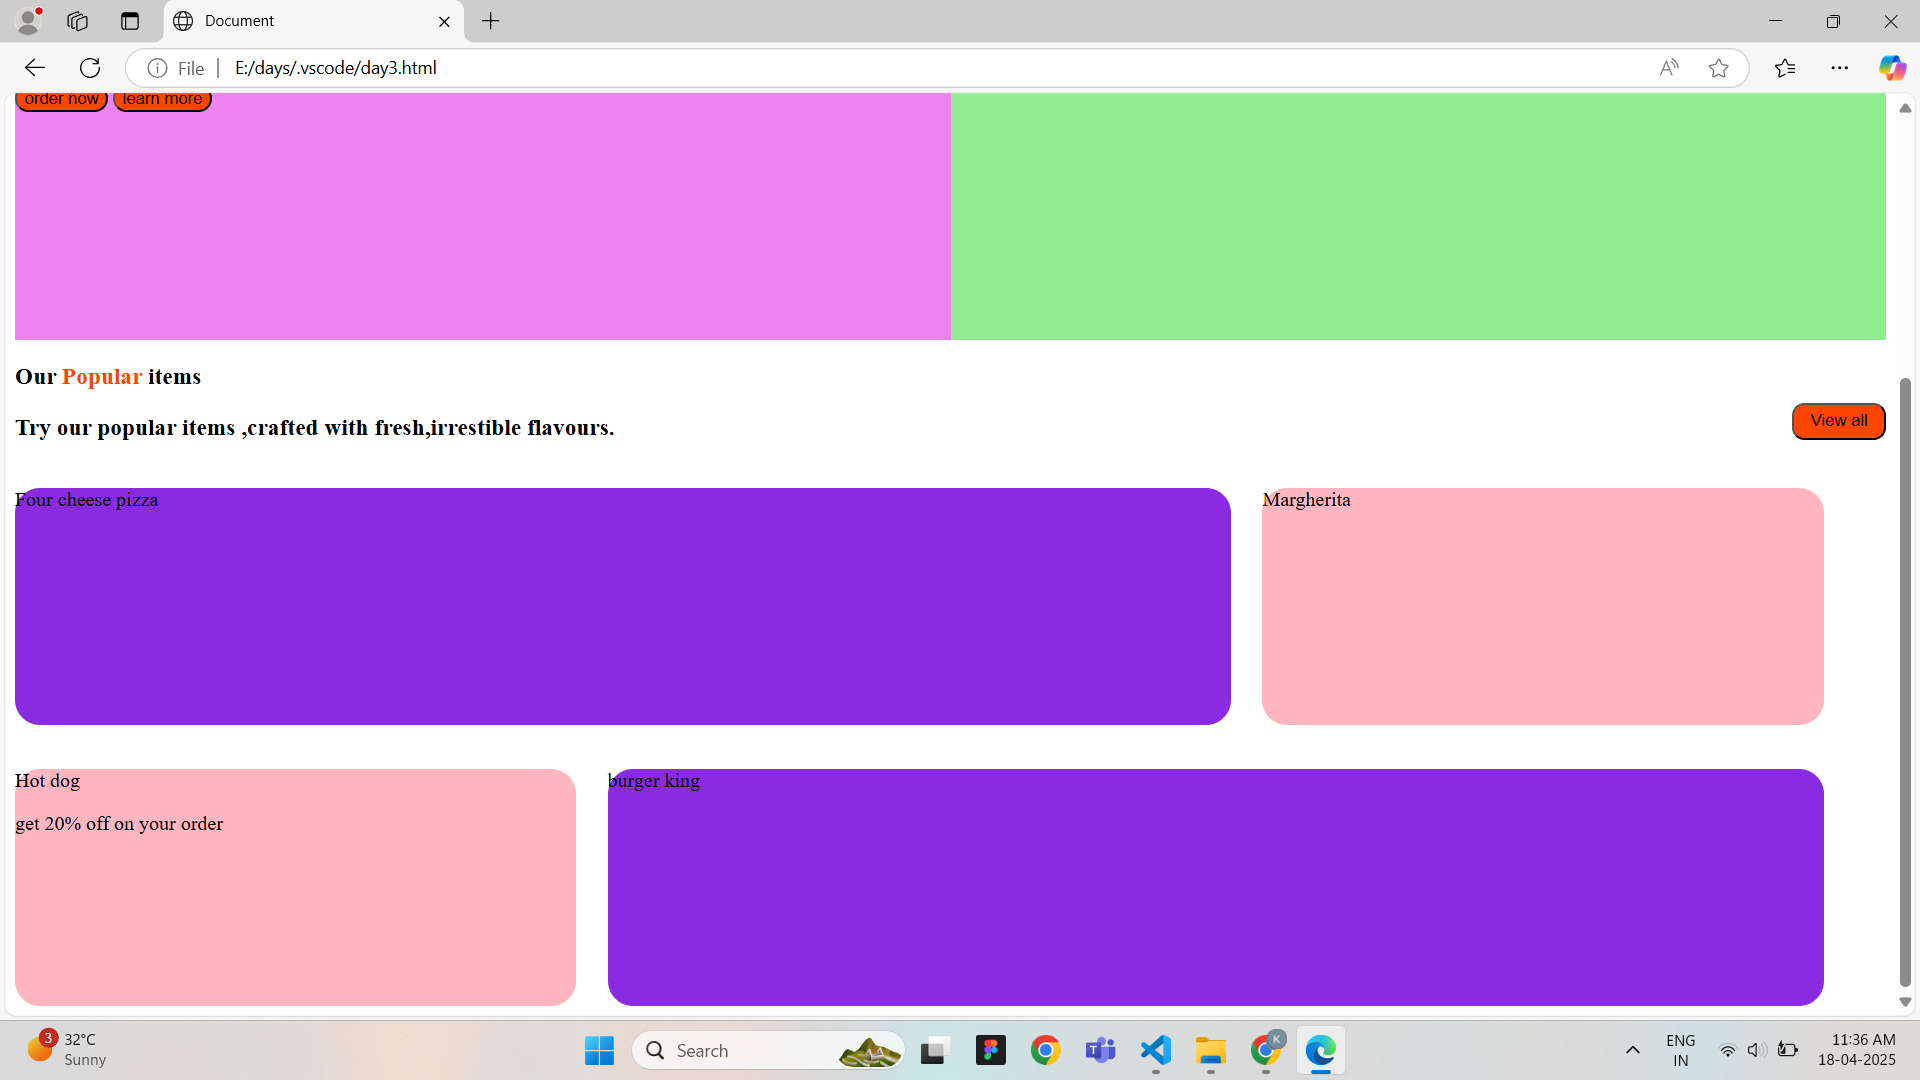 Document
File
E:/days/.vscode/day3.html
order now learn more
Our Popular items
Try our popular items ,crafted with fresh,irrestible flavours.
View all
Four cheese pizza
Margherita
Hot dog
burger king
get 20% off on your order
3
32°C
Sunny
Search
K
ENG
IN
11:36 AM
18-04-2025